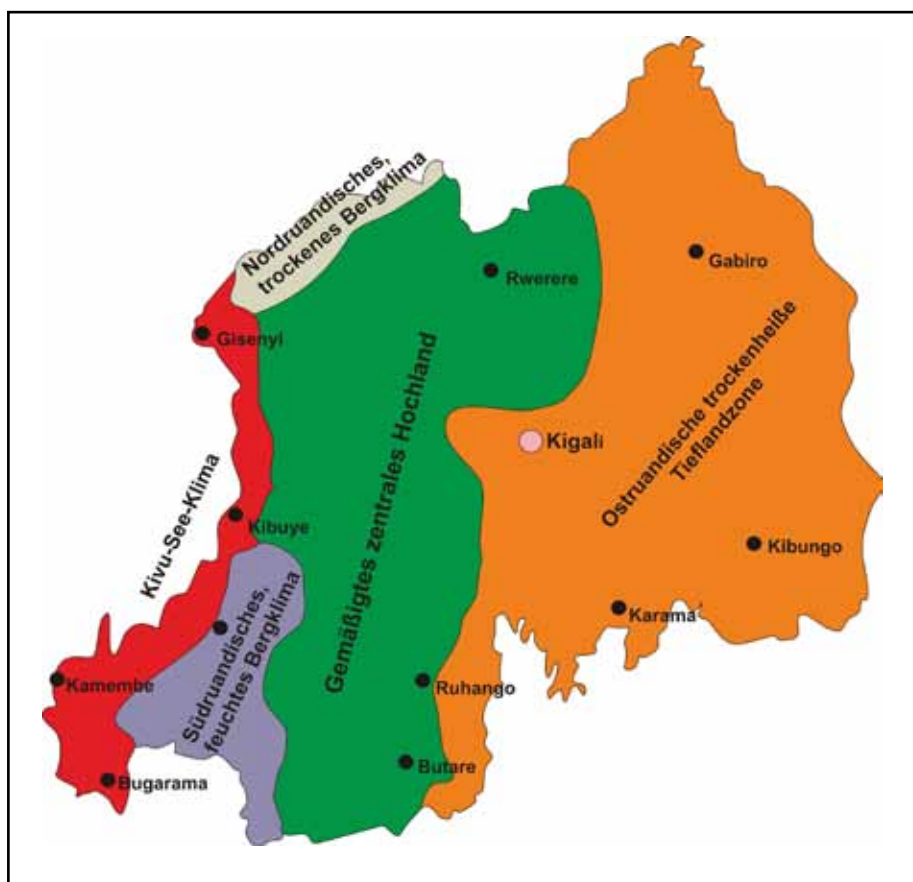 Nordruandisches,
trockenes Bergklima
Gabiro
Rwerere
Gisenyi
Ostruandische trockenheiße
Tieflandzone
Kigali
Gemäßigtes zentrales Hochland
Kivu-See-Klima
Kibuye
Kibungo
Karama
Südruandisches,
feuchtes Bergklima
Kamembe
Ruhango
Butare
Bugarama